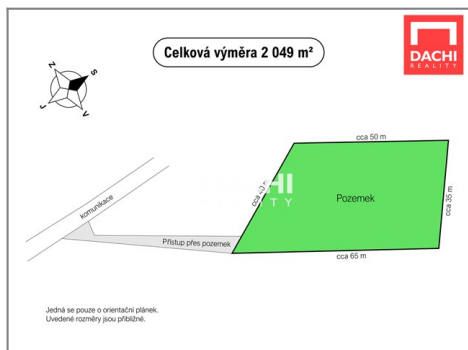 Celková výměra 2 049 m²
DACHI
REALITY
Z
S
J
V
cca 50 m
komunikace
Pozemek
cca 35 m
Přístup přes pozemek
cca 65 m
Jedná se pouze o orientační plánek.
Uvedené rozměry jsou přibližné.